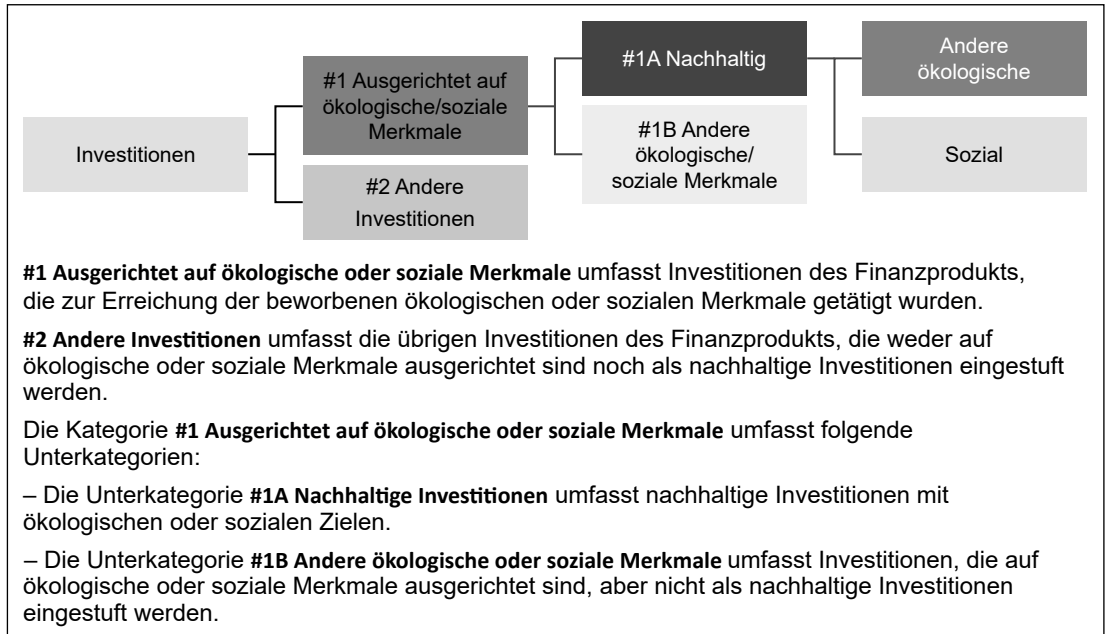 Investitionen
#1 Ausgerichtet auf
ökologische/soziale
Merkmale
#2 Andere
Investitionen
#1A Nachhaltig
#1B Andere
ökologische/
soziale Merkmale
Andere
ökologische
Sozial
#1 Ausgerichtet auf ökologische oder soziale Merkmale umfasst Investitionen des Finanzprodukts,
die zur Erreichung der beworbenen ökologischen oder sozialen Merkmale getätigt wurden.
#2 Andere Investitionen umfasst die übrigen Investitionen des Finanzprodukts, die weder auf
ökologische oder soziale Merkmale ausgerichtet sind noch als nachhaltige Investitionen eingestuft
werden.
Die Kategorie #1 Ausgerichtet auf ökologische oder soziale Merkmale umfasst folgende
Unterkategorien:
– Die Unterkategorie #1A Nachhaltige Investitionen umfasst nachhaltige Investitionen mit
ökologischen oder sozialen Zielen.
– Die Unterkategorie #1B Andere ökologische oder soziale Merkmale umfasst Investitionen, die auf
ökologische oder soziale Merkmale ausgerichtet sind, aber nicht als nachhaltige Investitionen
eingestuft werden.